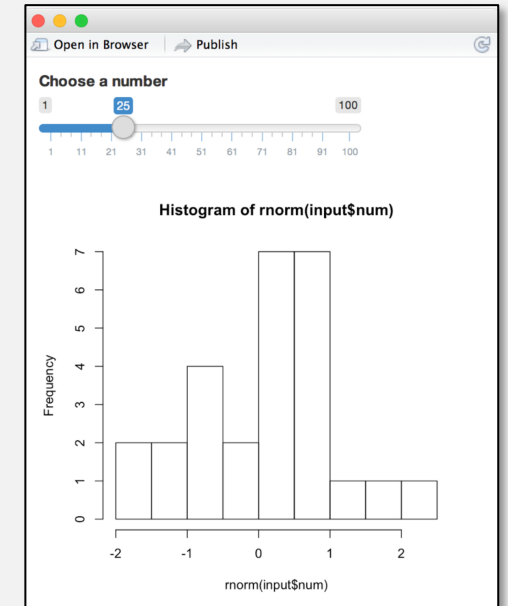 Open in Browser Publish
Choose a number
1 25 100
1 11 21 31 41 51 61 71 81 91 100
Histogram of rnorm(input$num)
7
6
5
4
3
2
1
0
Frequency
-2 -1 0 1 2
rnorm(input$num)